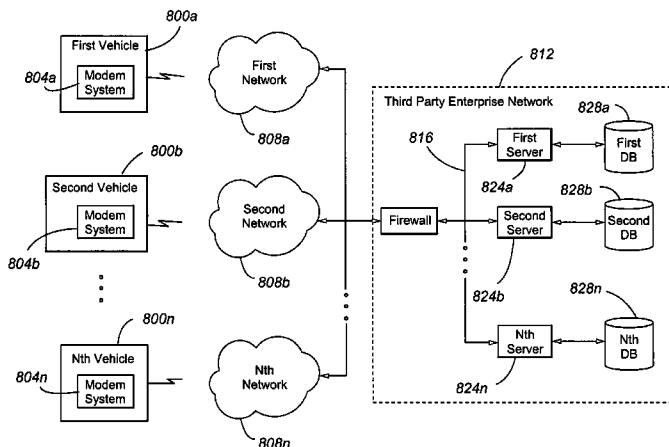 800a
First Vehicle
804a
Modem
System
First
Network
808a
812
Third Party Enterprise Network
828a
816
First
Server
824a
First
DB
800b
Second Vehicle
Modem
System
804b
Second
Network
808b
Firewall
828b
Second
Server
824b
Second
DB
800n
Nth Vehicle
804n
Modem
System
Nth
Network
808n
828n
Nth
Server
824n
Nth
DB